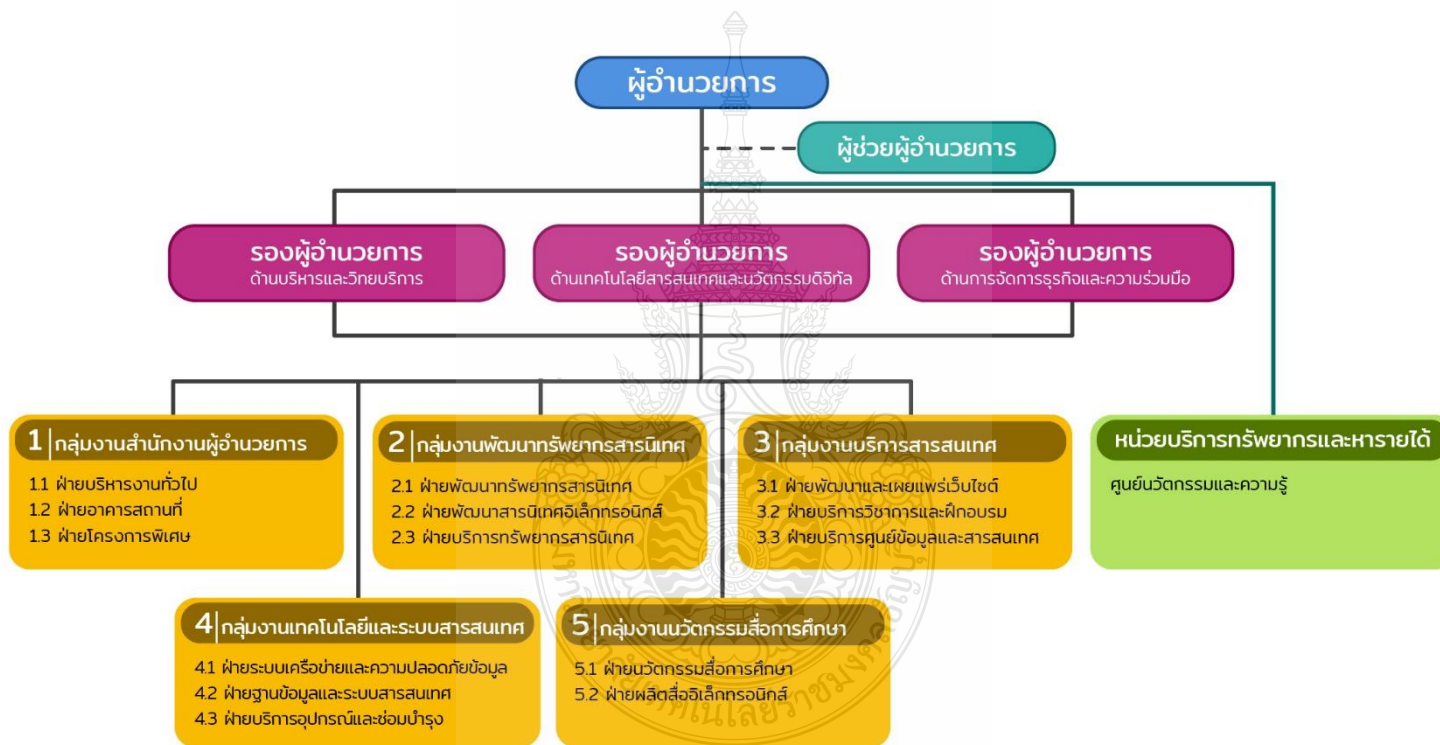 ผู้อำนวยการ
ผู้ช่วยผู้อำนวยการ
รองผู้อำนวยการ
ด้านบริหารและวิทยบริการ
รองผู้อำนวยการ
ด้านเทคโนโลยีสารสนเทศและนวัตกรรมดิจิทัล
รองผู้อำนวยการ
ด้านการจัดการธุรกิจและความร่วมมือ
1 กลุ่มงานสำนักงานผู้อำนวยการ
1.1 ฝ่ายบริหารงานทั่วไป
1.2 ฝ่ายอาคารสถานที่
1.3 ฝ่ายโครงการพิเศษ
2 กลุ่มงานพัฒนาทรัพยากรสารนิเทศ
2.1 ฝ่ายพัฒนาทรัพยากรสารนิเทศ
2.2 ฝ่ายพัฒนาสารนิเทศอิเล็กทรอนิกส์
2.3 ฝ่ายบริการทรัพยากรสารนิเทศ
3 กลุ่มงานบริการสารสนเทศ
3.1 ฝ่ายพัฒนาและเผยแพร่เว็บไซต์
3.2 ฝ่ายบริการวิชาการและฝึกอบรม
3.3 ฝ่ายบริการศูนย์ข้อมูลและสารสนเทศ
หน่วยบริการทรัพยากรและหารายได้
ศูนย์นวัตกรรมและความรู้
4 กลุ่มงานเทคโนโลยีและระบบสารสนเทศ
4.1 ฝ่ายระบบเครือข่ายและความปลอดภัยข้อมูล
4.2 ฝ่ายฐานข้อมูลและระบบสารสนเทศ
4.3 ฝ่ายบริการอุปกรณ์และซ่อมบำรุง
5 กลุ่มงานนวัตกรรมสื่อการศึกษา
5.1 ฝ่ายนวัตกรรมสื่อการศึกษา
5.2 ฝ่ายผลิตสื่ออิเล็กทรอนิกส์